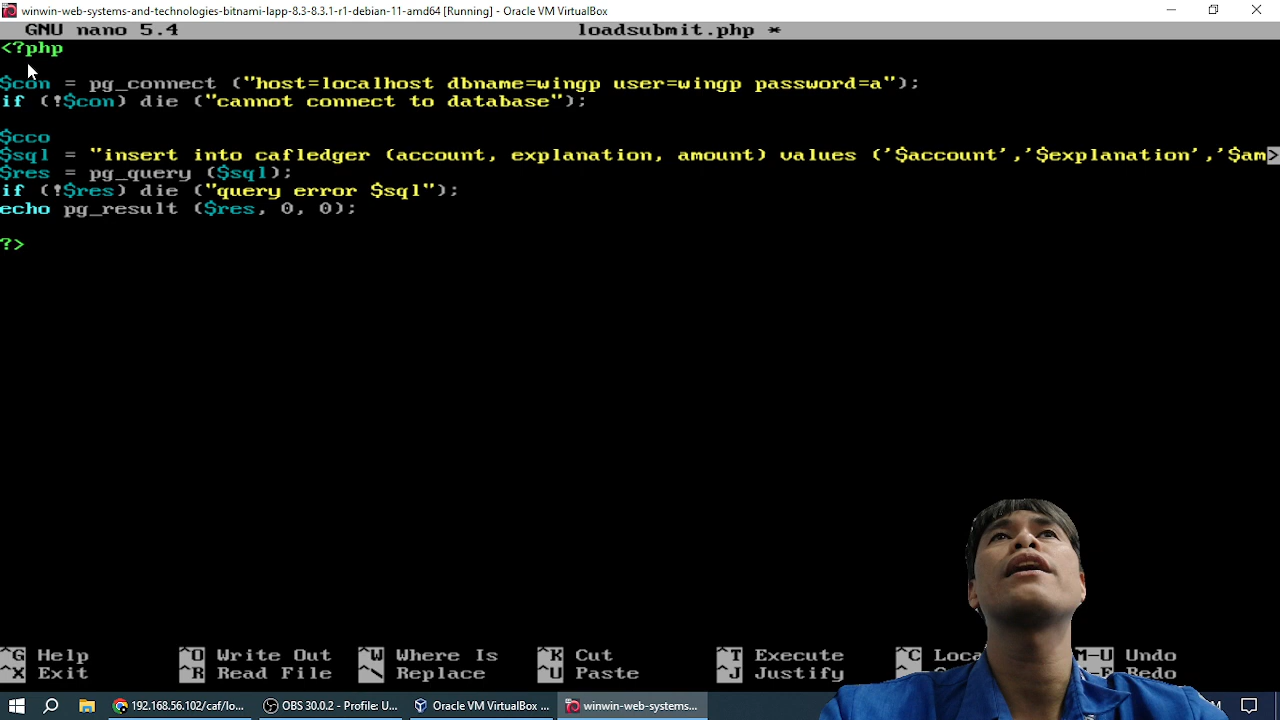 winwin-web-systems-and-technologies-bitnami-lapp-8.3-8.3.1-r1-debian-11-amd64 [Running] - Oracle VM VirtualBox
GNU nano 5.4 loadsubmit.php *
<?php
$con = pg_connect ("host=localhost dbname=wingp user=wingp password=a");
if (!$con) die ("cannot connect to database");
$cco
$sql = "insert into cafledger (account, explanation, amount) values ('$account','$explanation','$am>
$res = pg_query ($sql);
if (!$res) die ("query error $sql");
echo pg_result ($res, 0, 0);
?>
^G Help ^O Write Out ^W Where Is ^K Cut ^T Execute ^C Loca M-U Undo
^X Exit ^R Read File ^\ Replace ^U Paste ^J Justify Redo
192.168.56.102/caf/lo... OBS 30.0.2 - Profile: U... Oracle VM VirtualBox ... winwin-web-systems...